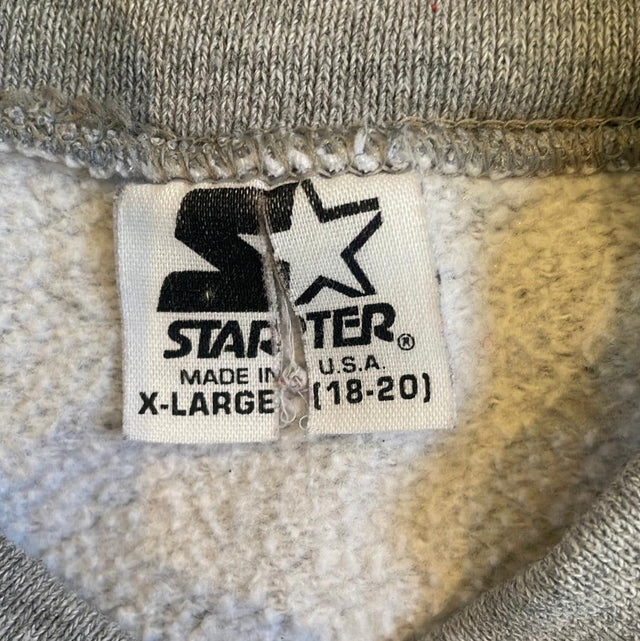 STARTER®
MADE IN U.S.A.
X-LARGE (18-20)